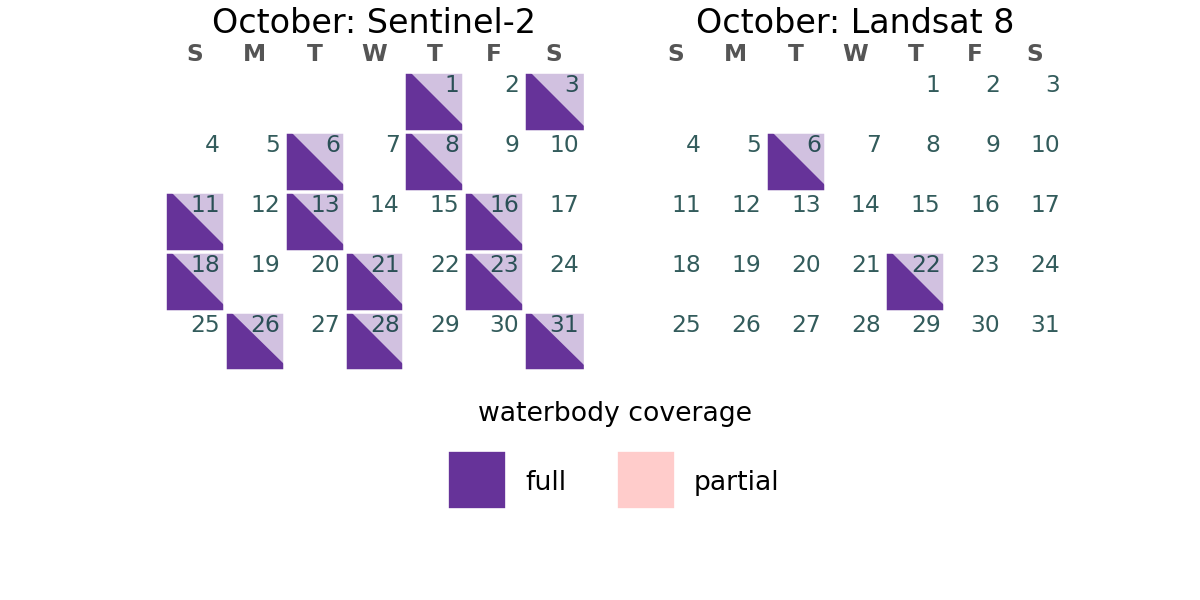 October: Sentinel-2
S M T W T F S
1 2 3
4 5 6 7 8 9 10
11 12 13 14 15 16 17
18 19 20 21 22 23 24
25 26 27 28 29 30 31
October: Landsat 8
S M T W T F S
1 2 3
4 5 6 7 8 9 10
11 12 13 14 15 16 17
18 19 20 21 22 23 24
25 26 27 28 29 30 31
waterbody coverage
full partial